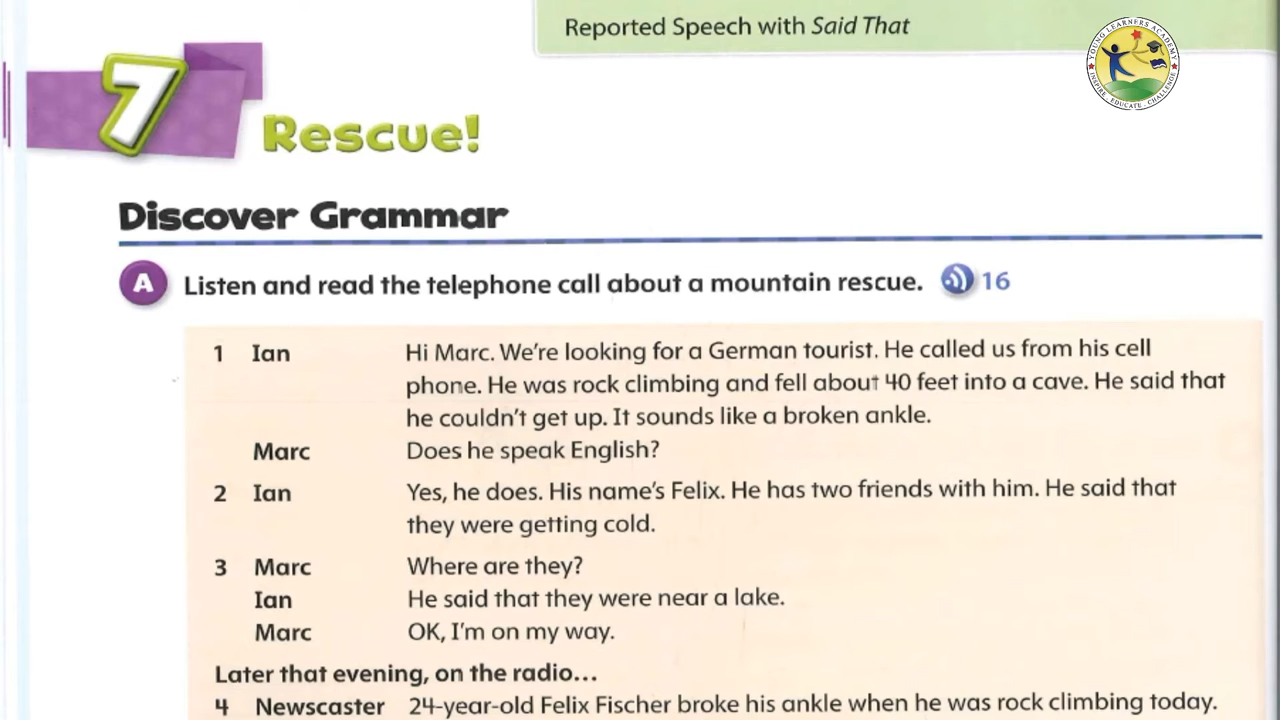 Reported Speech with Said That
YOUNG LEARNERS ACADEMY
INSPIRE · EDUCATE · CHALLENGE
7 Rescue!
Discover Grammar
A Listen and read the telephone call about a mountain rescue. 16
1 Ian Hi Marc. We're looking for a German tourist. He called us from his cell
phone. He was rock climbing and fell about 40 feet into a cave. He said that
he couldn't get up. It sounds like a broken ankle.
Marc Does he speak English?
2 Ian Yes, he does. His name's Felix. He has two friends with him. He said that
they were getting cold.
3 Marc Where are they?
Ian He said that they were near a lake.
Marc OK, I'm on my way.
Later that evening, on the radio...
4 Newscaster 24-year-old Felix Fischer broke his ankle when he was rock climbing today.